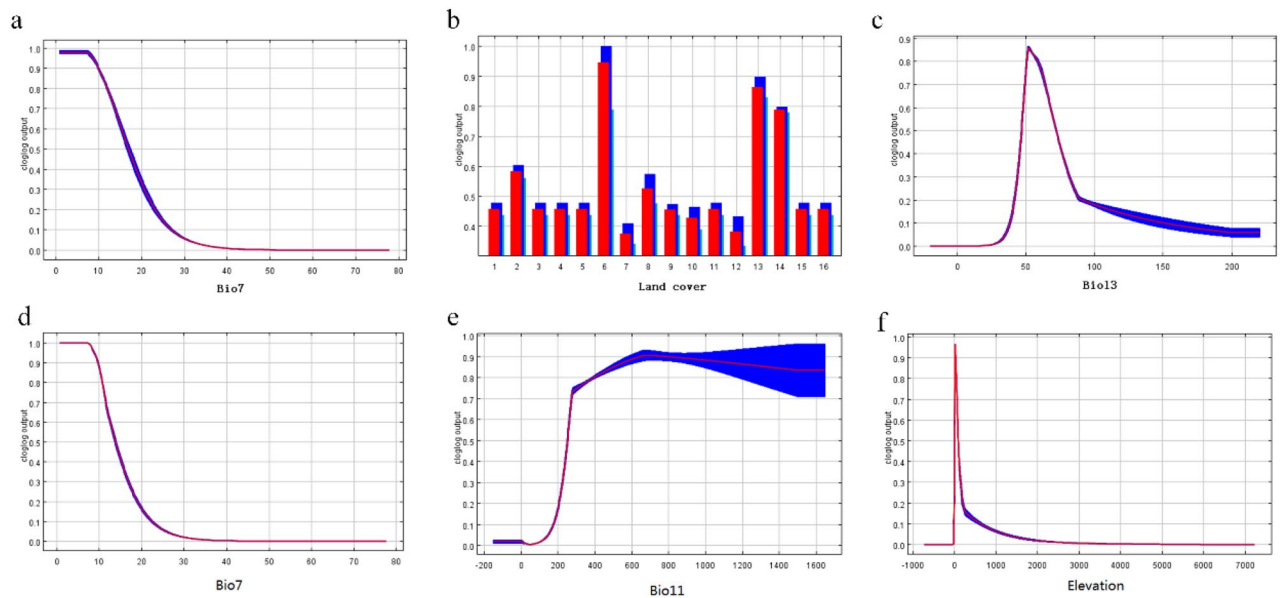 a
cloglog output
1.0
0.9
0.8
0.7
0.6
0.5
0.4
0.3
0.2
0.1
0.0
0 10 20 30 40 50 60 70 80
Bio7
b
cloglog output
1.0
0.9
0.8
0.7
0.6
0.5
0.4
1 2 3 4 5 6 7 8 9 10 11 12 13 14 15 16
Land cover
c
cloglog output
0.9
0.8
0.7
0.6
0.5
0.4
0.3
0.2
0.1
0.0
0 50 100 150 200
Bio13
d
cloglog output
1.0
0.9
0.8
0.7
0.6
0.5
0.4
0.3
0.2
0.1
0.0
0 10 20 30 40 50 60 70 80
Bio7
e
cloglog output
1.0
0.9
0.8
0.7
0.6
0.5
0.4
0.3
0.2
0.1
0.0
-200 0 200 400 600 800 1000 1200 1400 1600
Bio11
f
cloglog output
1.0
0.9
0.8
0.7
0.6
0.5
0.4
0.3
0.2
0.1
0.0
-1000 0 1000 2000 3000 4000 5000 6000 7000
Elevation